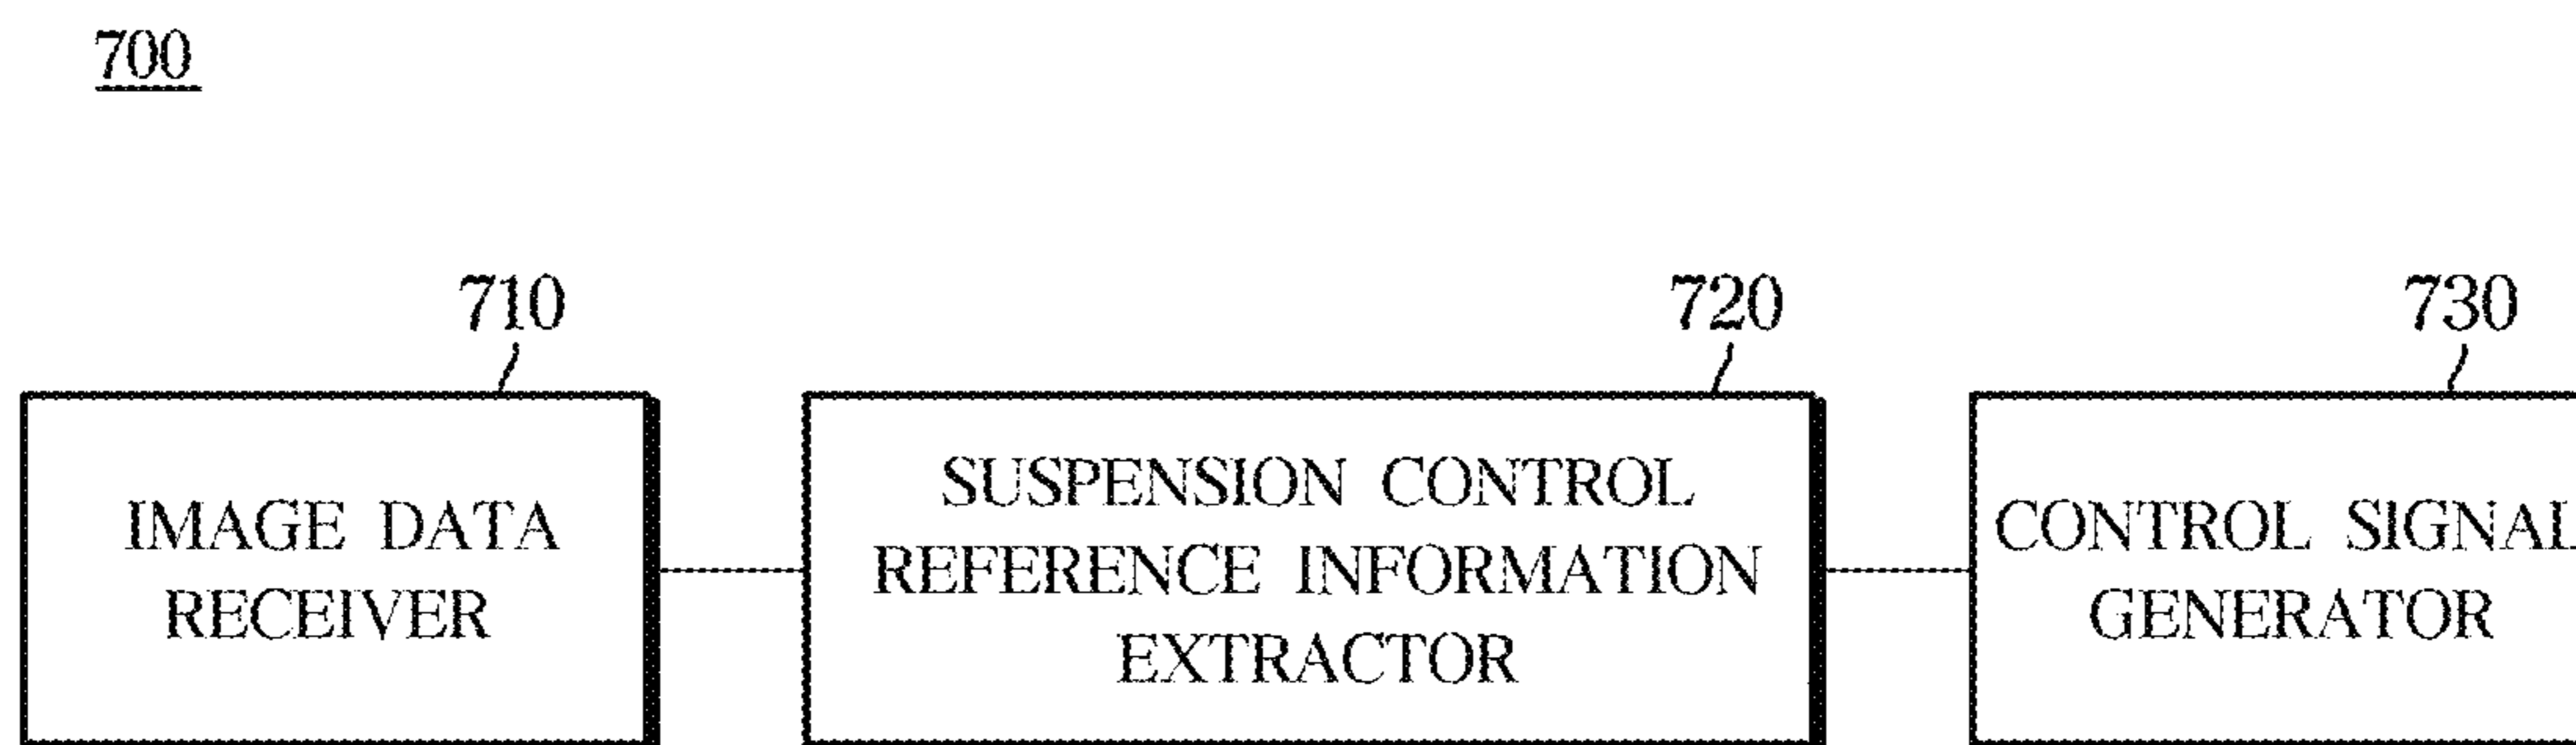 700
710
720
730
IMAGE DATA
RECEIVER
SUSPENSION CONTROL
REFERENCE INFORMATION
EXTRACTOR
CONTROL SIGNAL
GENERATOR